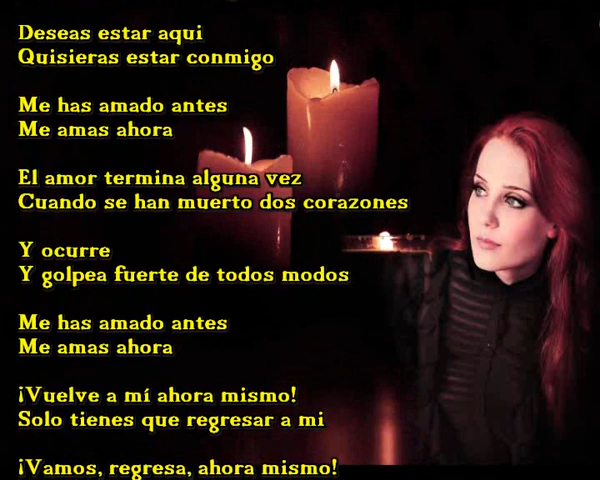 Deseas estar aqui
Quisieras estar conmigo
Me has amado antes
Me amas ahora
El amor termina alguna vez
Cuando se han muerto dos corazones
Y ocurre
Y golpea fuerte de todos modos
Me has amado antes
Me amas ahora
¡Vuelve a mí ahora mismo!
Solo tienes que regresar a mi
¡Vamos, regresa, ahora mismo!